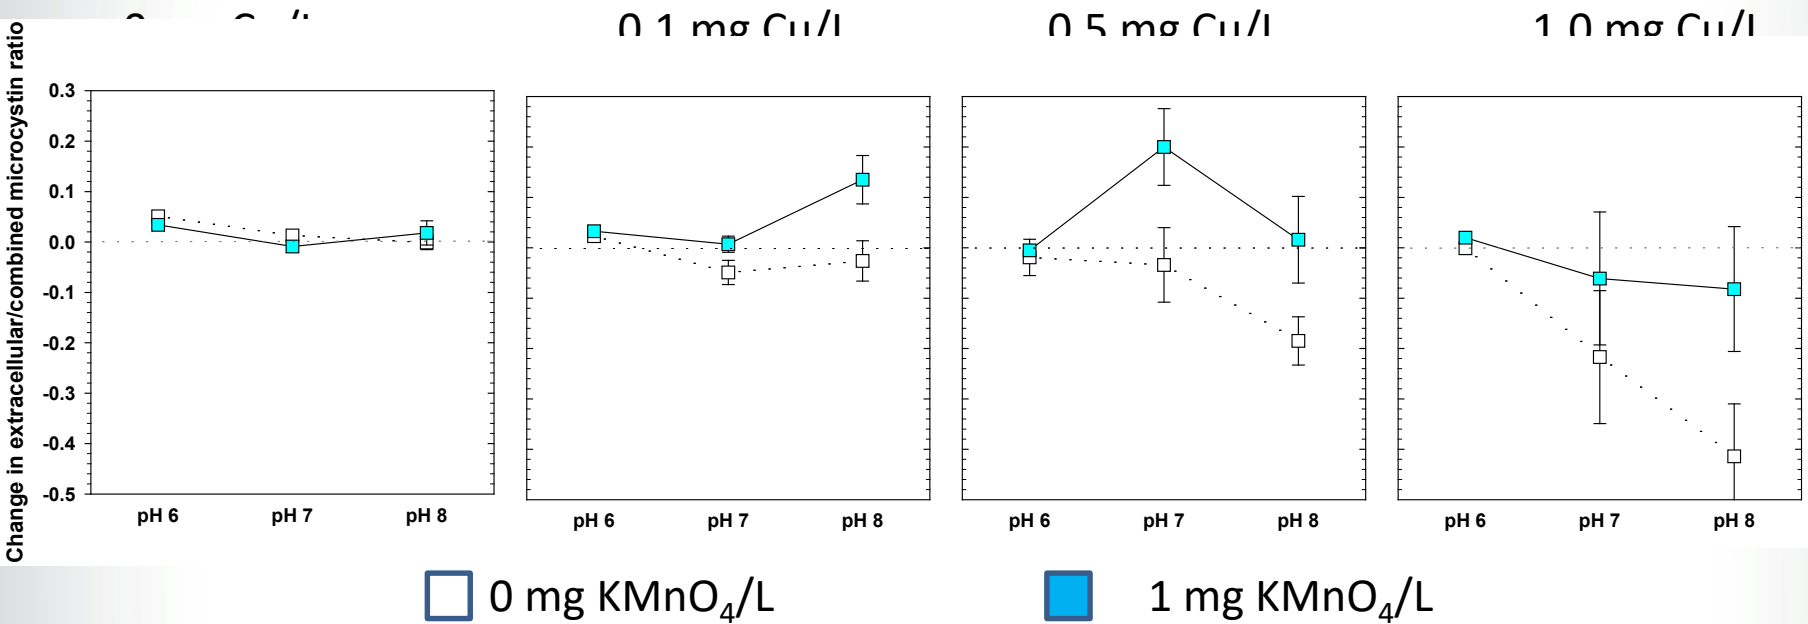 0.1 mg Cu/L
0.5 mg Cu/L
1.0 mg Cu/L
Change in extracellular/combined microcystin ratio
0.3
0.2
0.1
0.0
-0.1
-0.2
-0.3
-0.4
-0.5
pH 6 pH 7 pH 8
pH 6 pH 7 pH 8
pH 6 pH 7 pH 8
pH 6 pH 7 pH 8
0 mg KMnO₄/L
1 mg KMnO₄/L